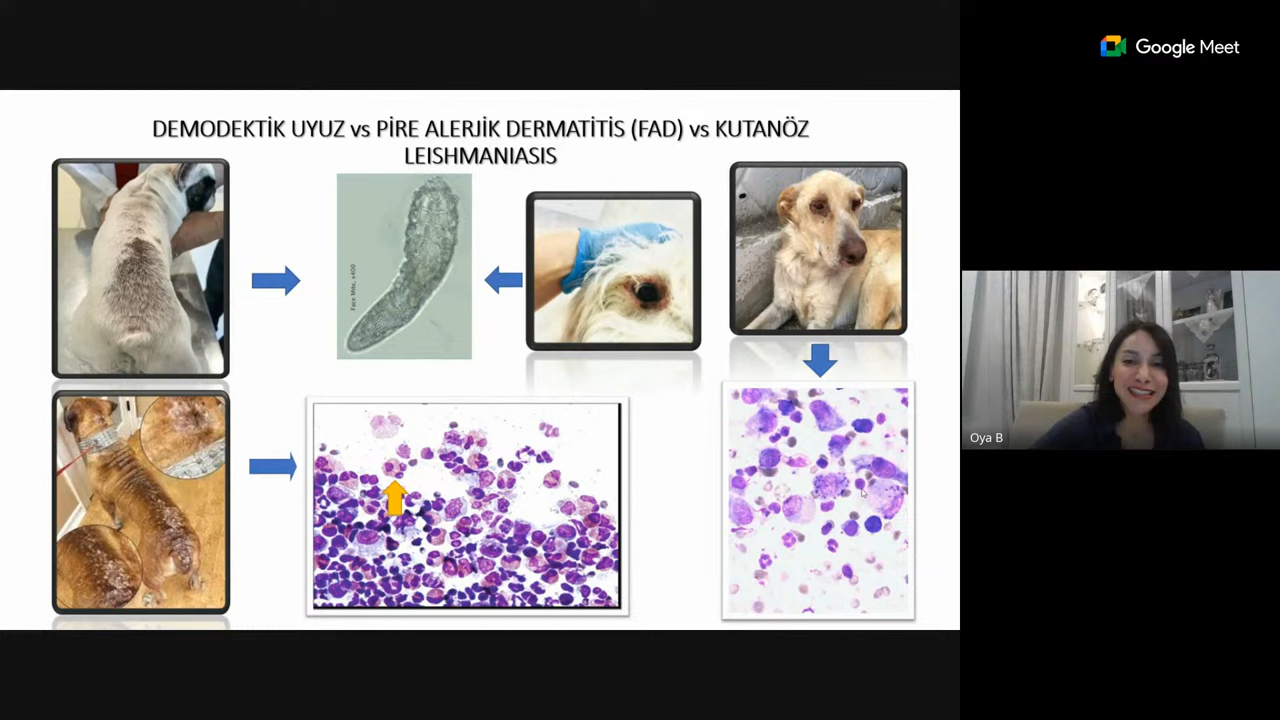 Google Meet
DEMODEKTİK UYUZ vs PİRE ALERJİK DERMATİTİS (FAD) vs KUTANÖZ
LEISHMANIASIS
Oya B